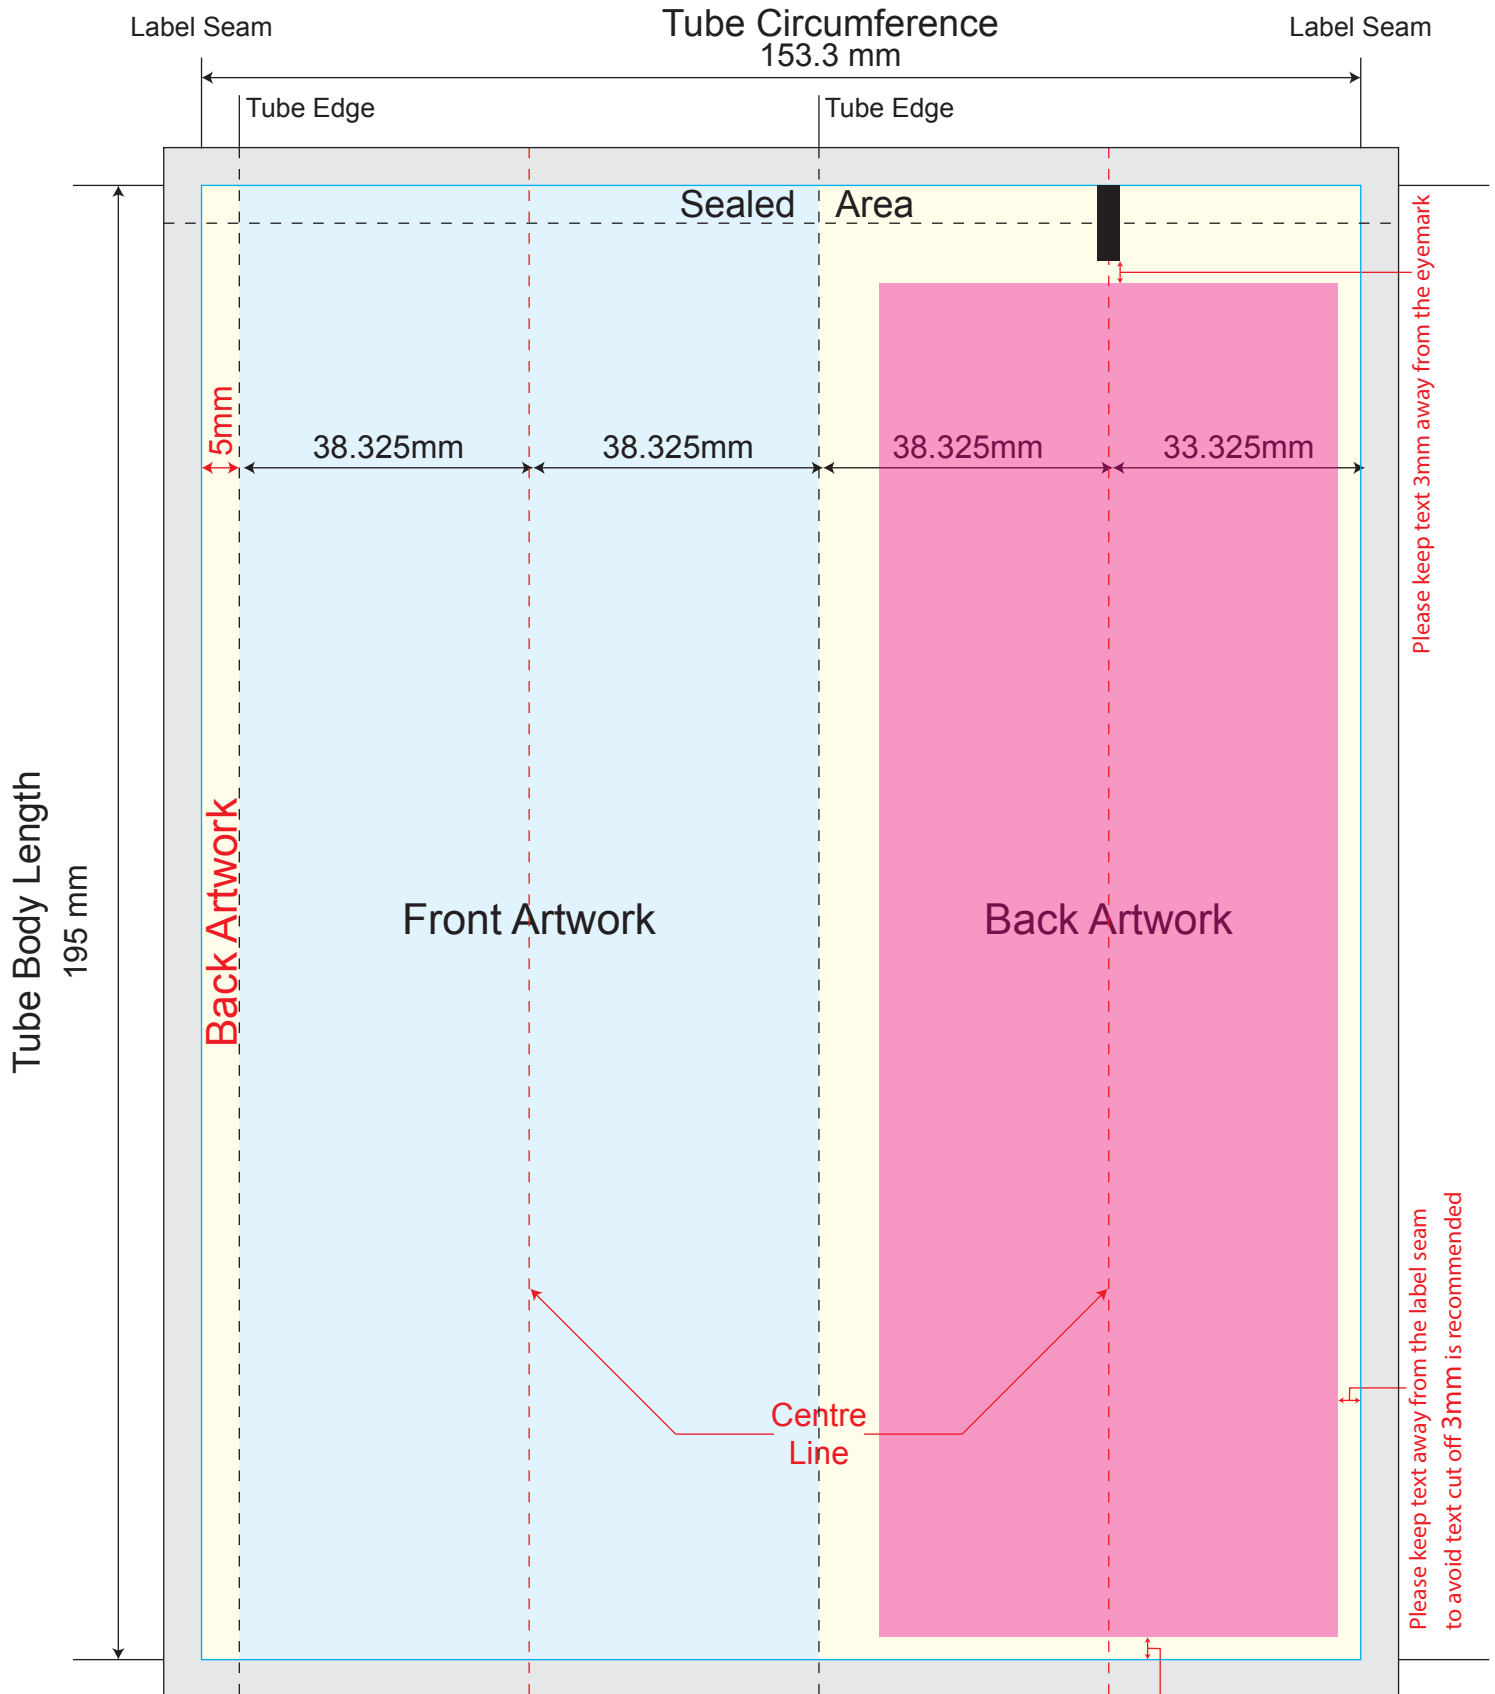 Label Seam
Tube Circumference
153.3 mm
Label Seam
Tube Edge
Tube Edge
Sealed Area
Please keep text 3mm away from the eyemark
5mm
38.325mm
38.325mm
38.325mm
33.325mm
Tube Body Length
195 mm
Back Artwork
Front Artwork
Back Artwork
Centre
Line
Please keep text away from the label seam
to avoid text cut off 3mm is recommended